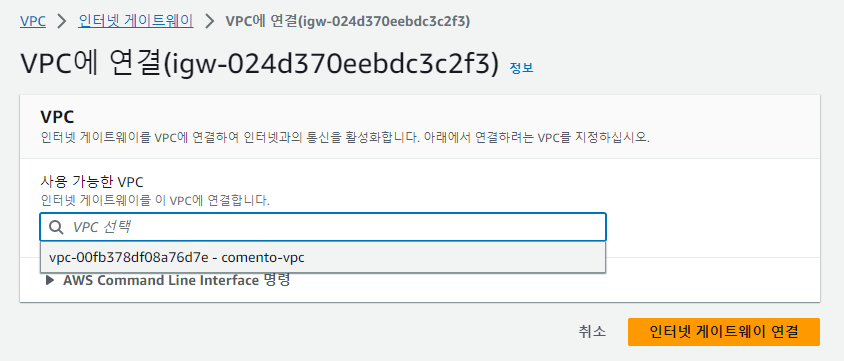 VPC > 인터넷 게이트웨이 > VPC에 연결(igw-024d370eebdc3c2f3)
VPC에 연결(igw-024d370eebdc3c2f3) 정보
VPC
인터넷 게이트웨이를 VPC에 연결하여 인터넷과의 통신을 활성화합니다. 아래에서 연결하려는 VPC를 지정하십시오.
사용 가능한 VPC
인터넷 게이트웨이를 이 VPC에 연결합니다.
VPC 선택
vpc-00fb378df08a76d7e - comento-vpc
AWS Command Line Interface 명령
취소 인터넷 게이트웨이 연결